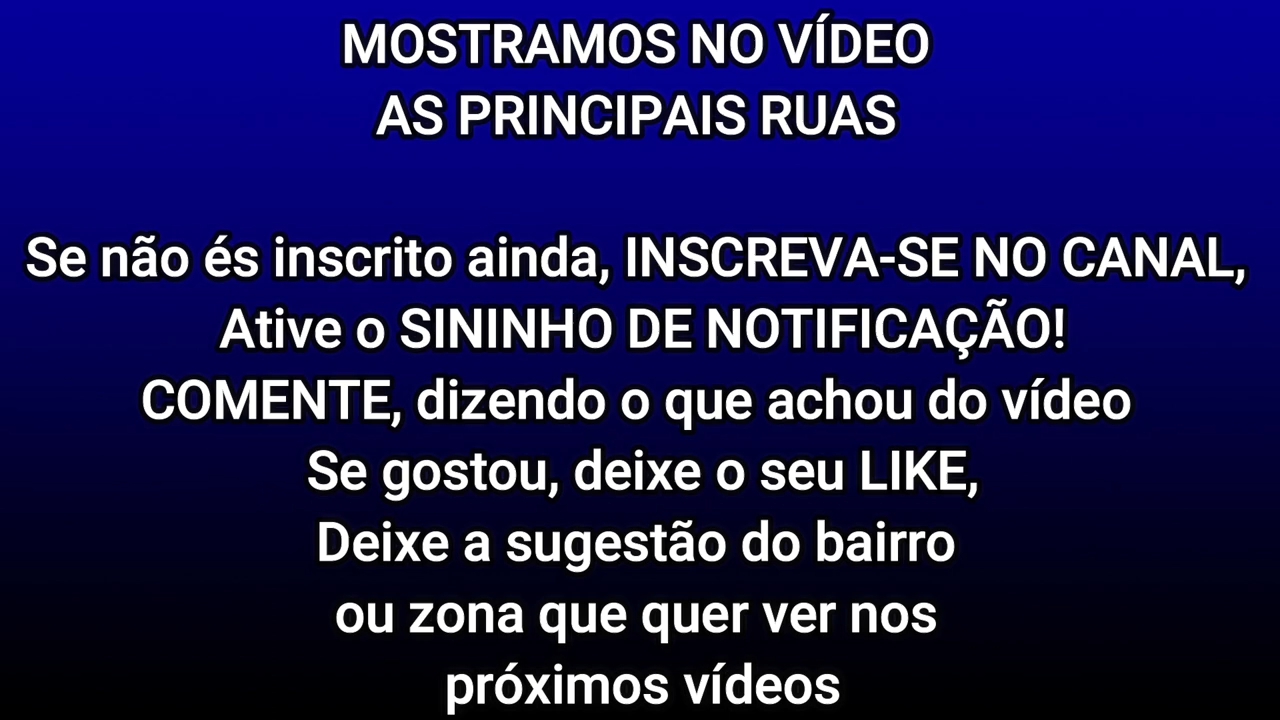 MOSTRAMOS NO VÍDEO
AS PRINCIPAIS RUAS
Se não és inscrito ainda, INSCREVA-SE NO CANAL,
Ative o SININHO DE NOTIFICAÇÃO!
COMENTE, dizendo o que achou do vídeo
Se gostou, deixe o seu LIKE,
Deixe a sugestão do bairro
ou zona que quer ver nos
próximos vídeos